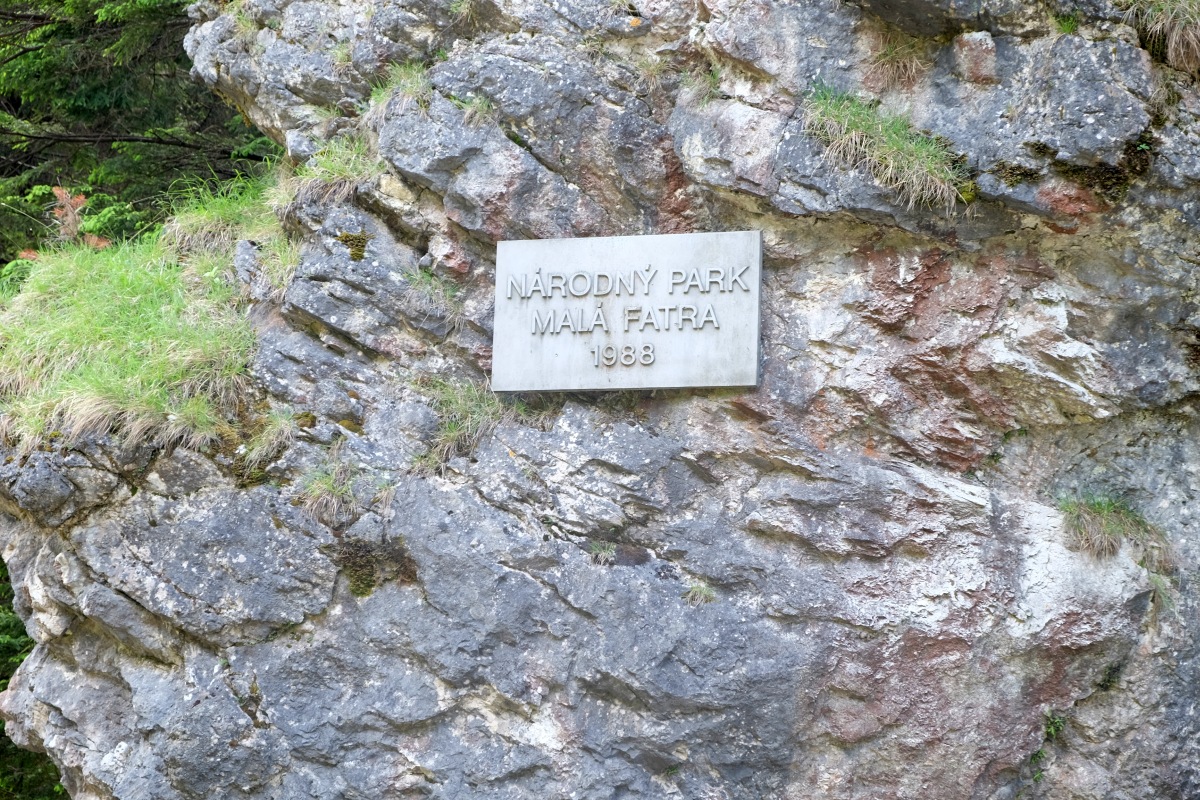 NÁRODNÝ PARK
MALÁ FATRA
1988